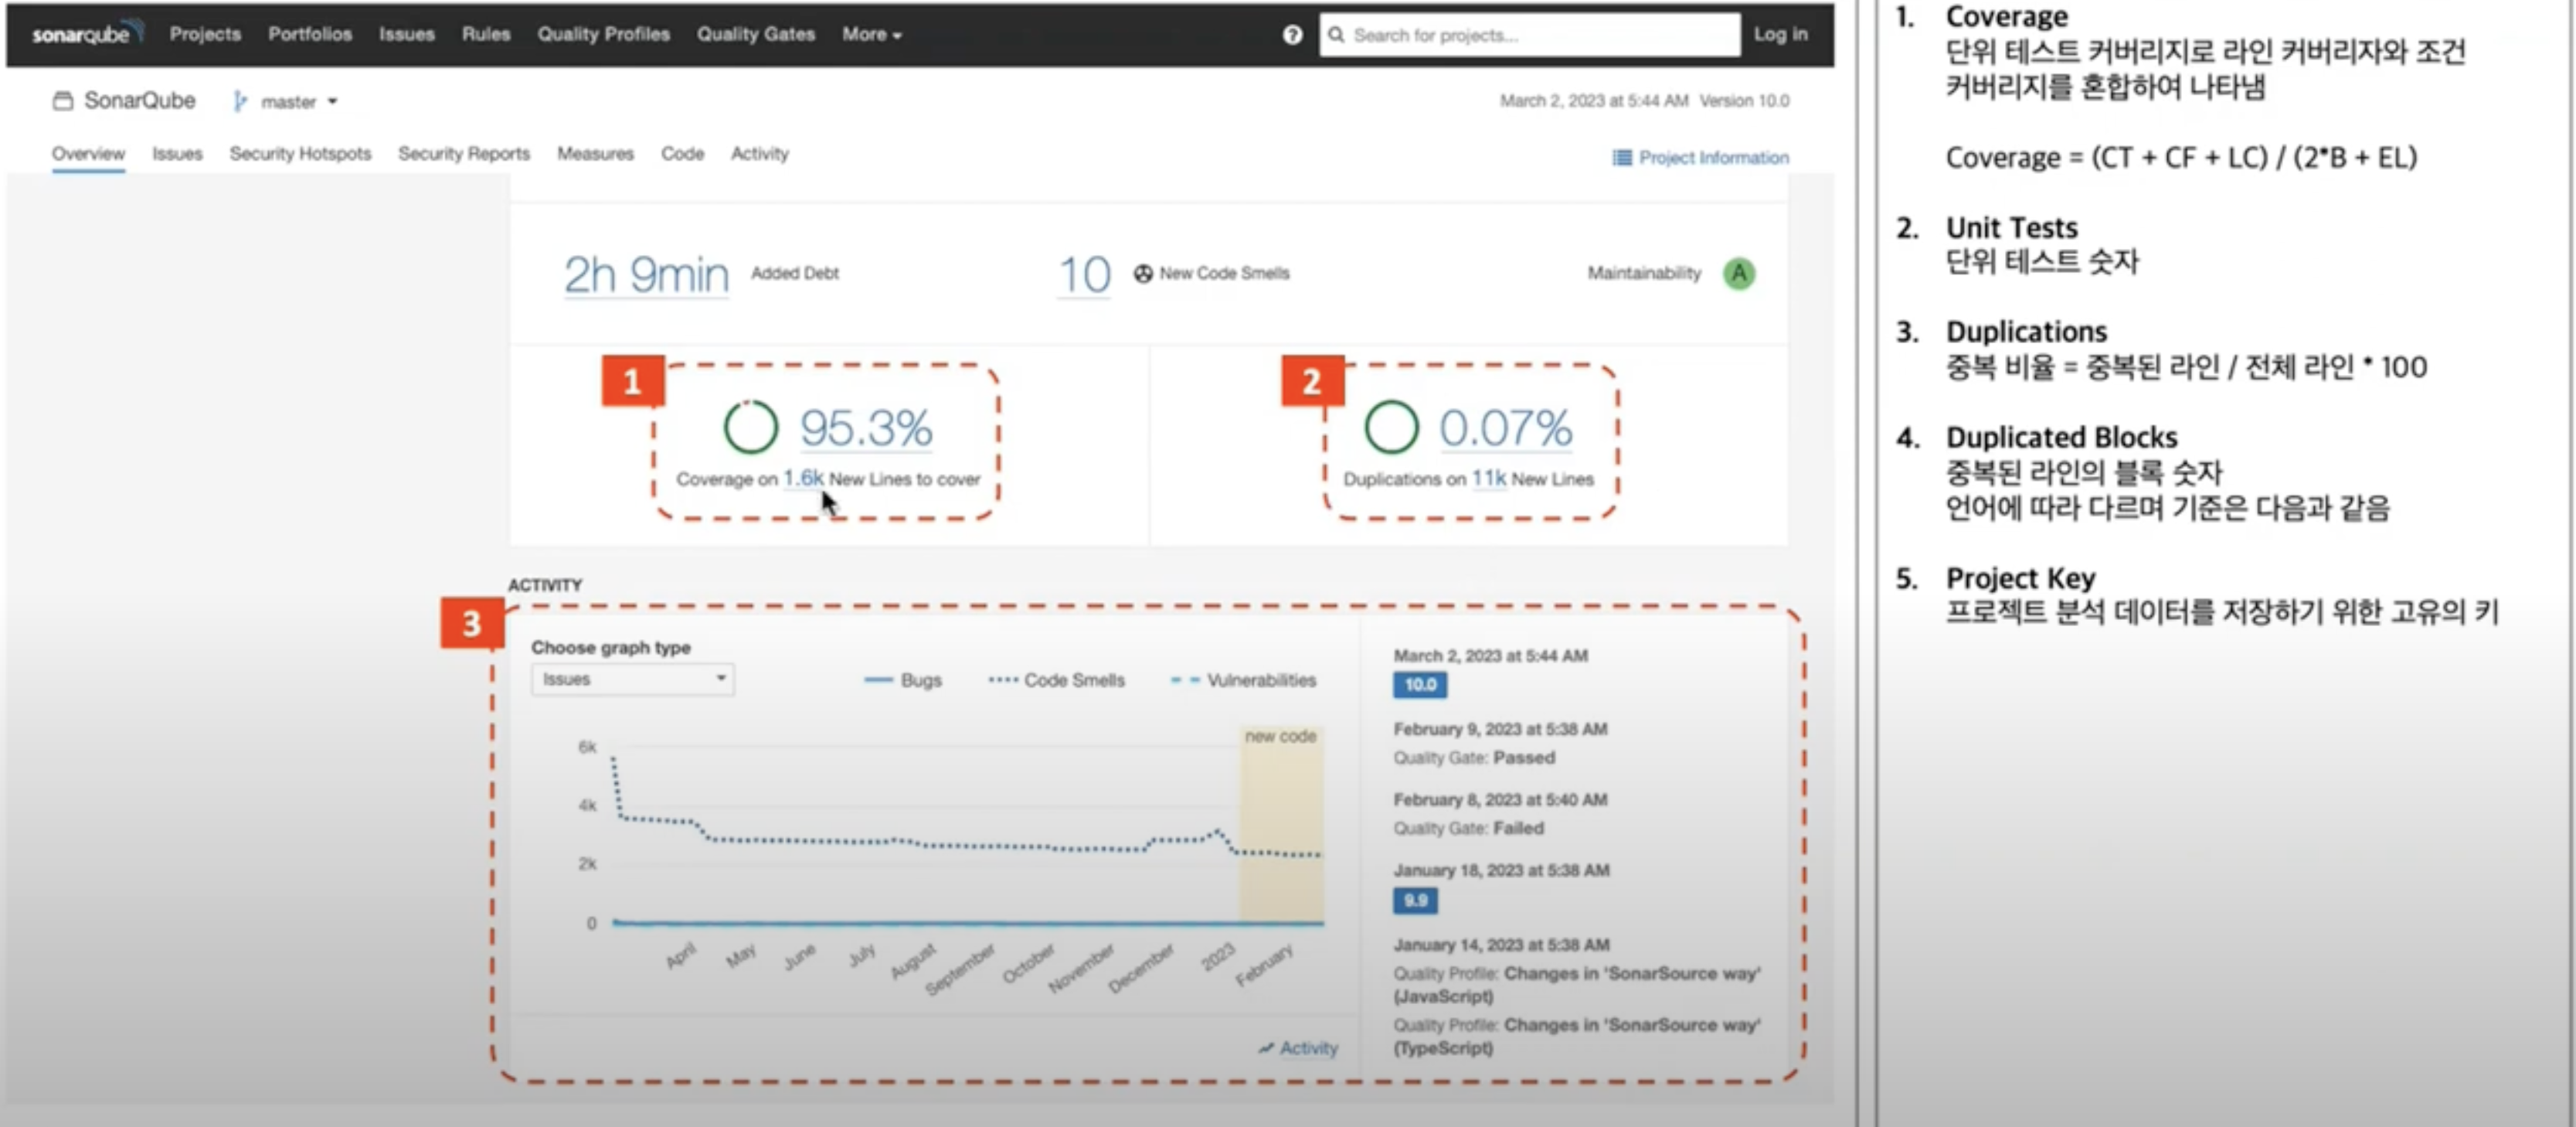 sonarqube Projects Portfolios Issues Rules Quality Profiles Quality Gates More Search for projects... Log in
SonarQube master March 2, 2023 at 5:44 AM Version 10.0
Overview Issues Security Hotspots Security Reports Measures Code Activity Project Information
2h 9min Added Debt 10 New Code Smells Maintainability A
1
95.3%
Coverage on 1.6k New Lines to cover
2
0.07%
Duplications on 11k New Lines
ACTIVITY
3
Choose graph type
Issues
Bugs Code Smells Vulnerabilities
new code
6k
4k
2k
0
April May June July August September October November December 2023 February
Activity
March 2, 2023 at 5:44 AM
10.0
February 9, 2023 at 5:38 AM
Quality Gate: Passed
February 8, 2023 at 5:40 AM
Quality Gate: Failed
January 18, 2023 at 5:38 AM
9.9
January 14, 2023 at 5:38 AM
Quality Profile: Changes in 'SonarSource way'
(JavaScript)
Quality Profile: Changes in 'SonarSource way'
(TypeScript)
1. Coverage
단위 테스트 커버리지로 라인 커버리자와 조건
커버리지를 혼합하여 나타냄
Coverage = (CT + CF + LC) / (2*B + EL)
2. Unit Tests
단위 테스트 숫자
3. Duplications
중복 비율 = 중복된 라인 / 전체 라인 * 100
4. Duplicated Blocks
중복된 라인의 블록 숫자
언어에 따라 다르며 기준은 다음과 같음
5. Project Key
프로젝트 분석 데이터를 저장하기 위한 고유의 키